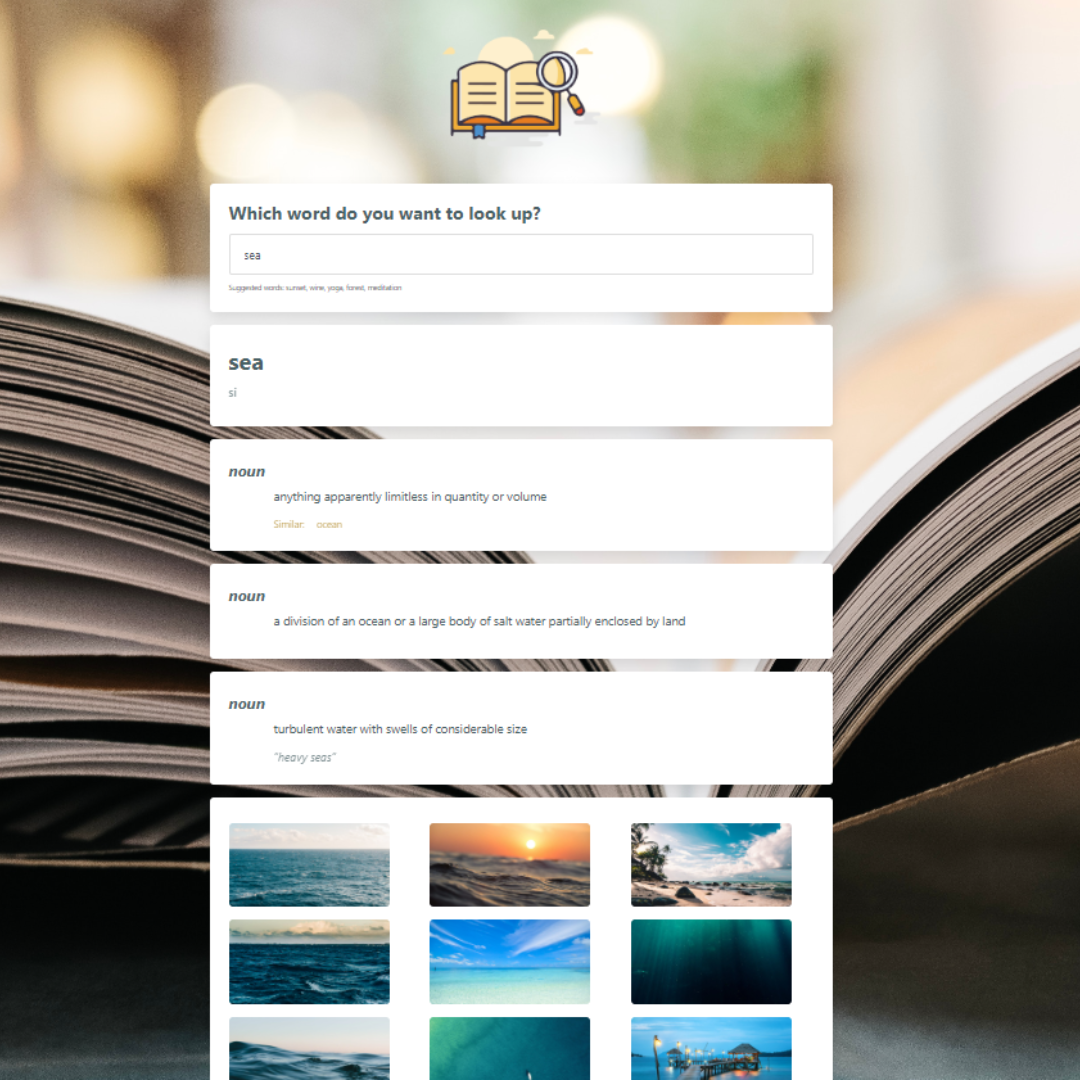 Which word do you want to look up?
sea
Suggested words: sunset, wine, yoga, forest, meditation
sea
si
noun
anything apparently limitless in quantity or volume
Similar: ocean
noun
a division of an ocean or a large body of salt water partially enclosed by land
noun
turbulent water with swells of considerable size
"heavy seas"